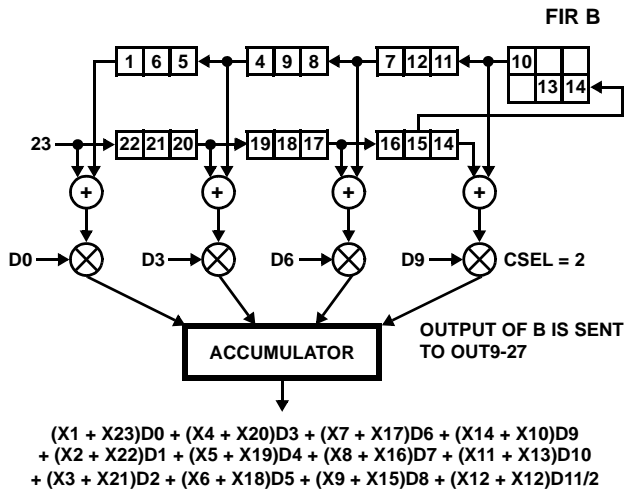 FIR B
1 6 5 4 9 8 7 12 11 10
13 14
23 22 21 20 19 18 17 16 15 14
+ + + +
D0 D3 D6 D9 CSEL = 2
OUTPUT OF B IS SENT
TO OUT9-27
ACCUMULATOR
(X1 + X23)D0 + (X4 + X20)D3 + (X7 + X17)D6 + (X14 + X10)D9
+ (X2 + X22)D1 + (X5 + X19)D4 + (X8 + X16)D7 + (X11 + X13)D10
+ (X3 + X21)D2 + (X6 + X18)D5 + (X9 + X15)D8 + (X12 + X12)D11/2